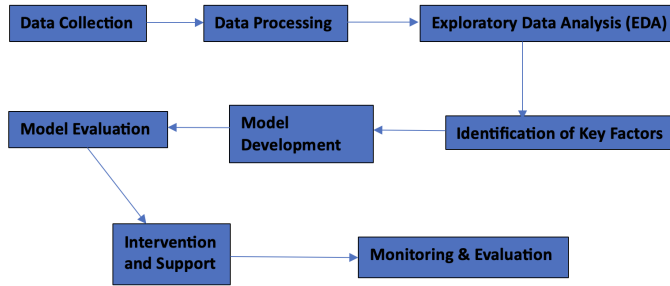 Data Collection
Data Processing
Exploratory Data Analysis (EDA)
Identification of Key Factors
Model
Development
Model Evaluation
Intervention
and Support
Monitoring & Evaluation